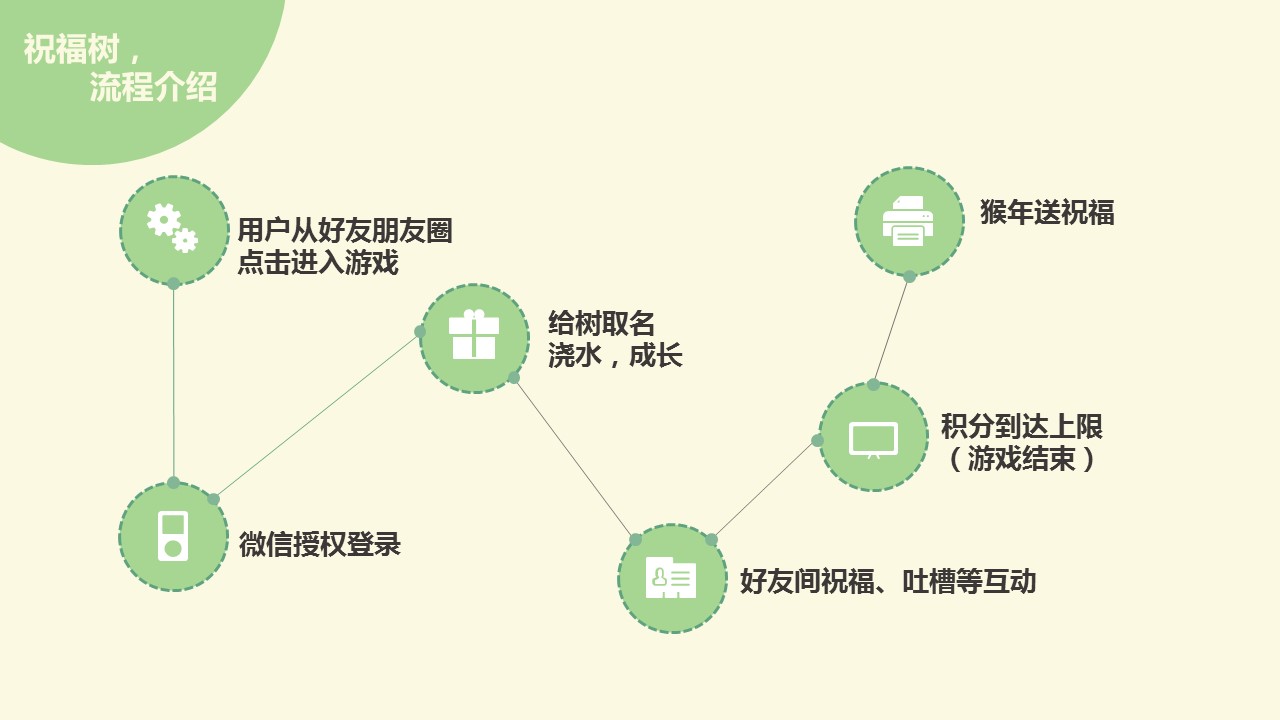 祝福树，
流程介绍
用户从好友朋友圈
点击进入游戏
微信授权登录
给树取名
浇水，成长
好友间祝福、吐槽等互动
积分到达上限
（游戏结束）
猴年送祝福